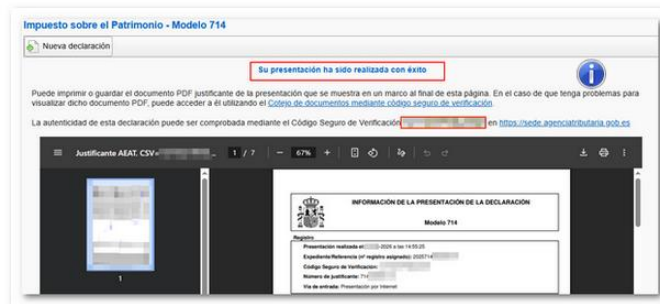 Impuesto sobre el Patrimonio - Modelo 714
Nueva declaración
Su presentación ha sido realizada con éxito
Puede imprimir o guardar el documento PDF justificante de la presentación que se muestra en un marco al final de esta página. En el caso de que tenga problemas para
visualizar dicho documento PDF, puede acceder a él utilizando el Cotejo de documentos mediante código seguro de verificación.
La autenticidad de esta declaración puede ser comprobada mediante el Código Seguro de Verificación en https://sede.agenciatributaria.gob.es
Justificante AEAT. CSV= 1 / 7 67%
INFORMACIÓN DE LA PRESENTACIÓN DE LA DECLARACIÓN
Modelo 714
Registro
Presentación realizada el: -2026 a las 14:55:25
Expediente/Referencia (nº registro asignado): 2025714
Código Seguro de Verificación:
Número de justificante: 714
Vía de entrada: Presentación por Internet
1